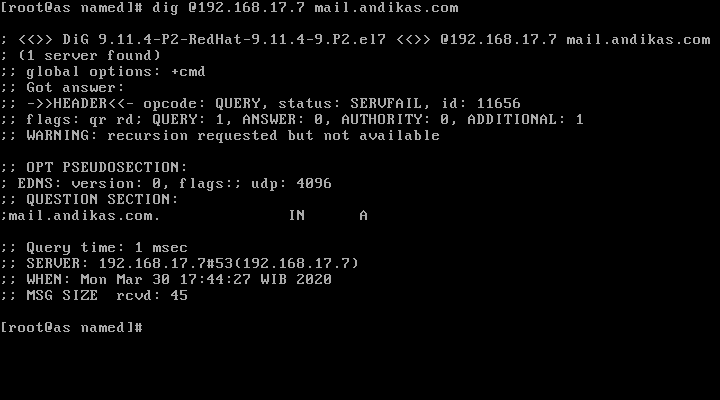 [root@as named]# dig @192.168.17.7 mail.andikas.com
; <<>> DiG 9.11.4-P2-RedHat-9.11.4-9.P2.el7 <<>> @192.168.17.7 mail.andikas.com
; (1 server found)
;; global options: +cmd
;; Got answer:
;; ->>HEADER<<- opcode: QUERY, status: SERVFAIL, id: 11656
;; flags: qr rd; QUERY: 1, ANSWER: 0, AUTHORITY: 0, ADDITIONAL: 1
;; WARNING: recursion requested but not available
;; OPT PSEUDOSECTION:
; EDNS: version: 0, flags:; udp: 4096
;; QUESTION SECTION:
;mail.andikas.com. IN A
;; Query time: 1 msec
;; SERVER: 192.168.17.7#53(192.168.17.7)
;; WHEN: Mon Mar 30 17:44:27 WIB 2020
;; MSG SIZE rcvd: 45
[root@as named]#